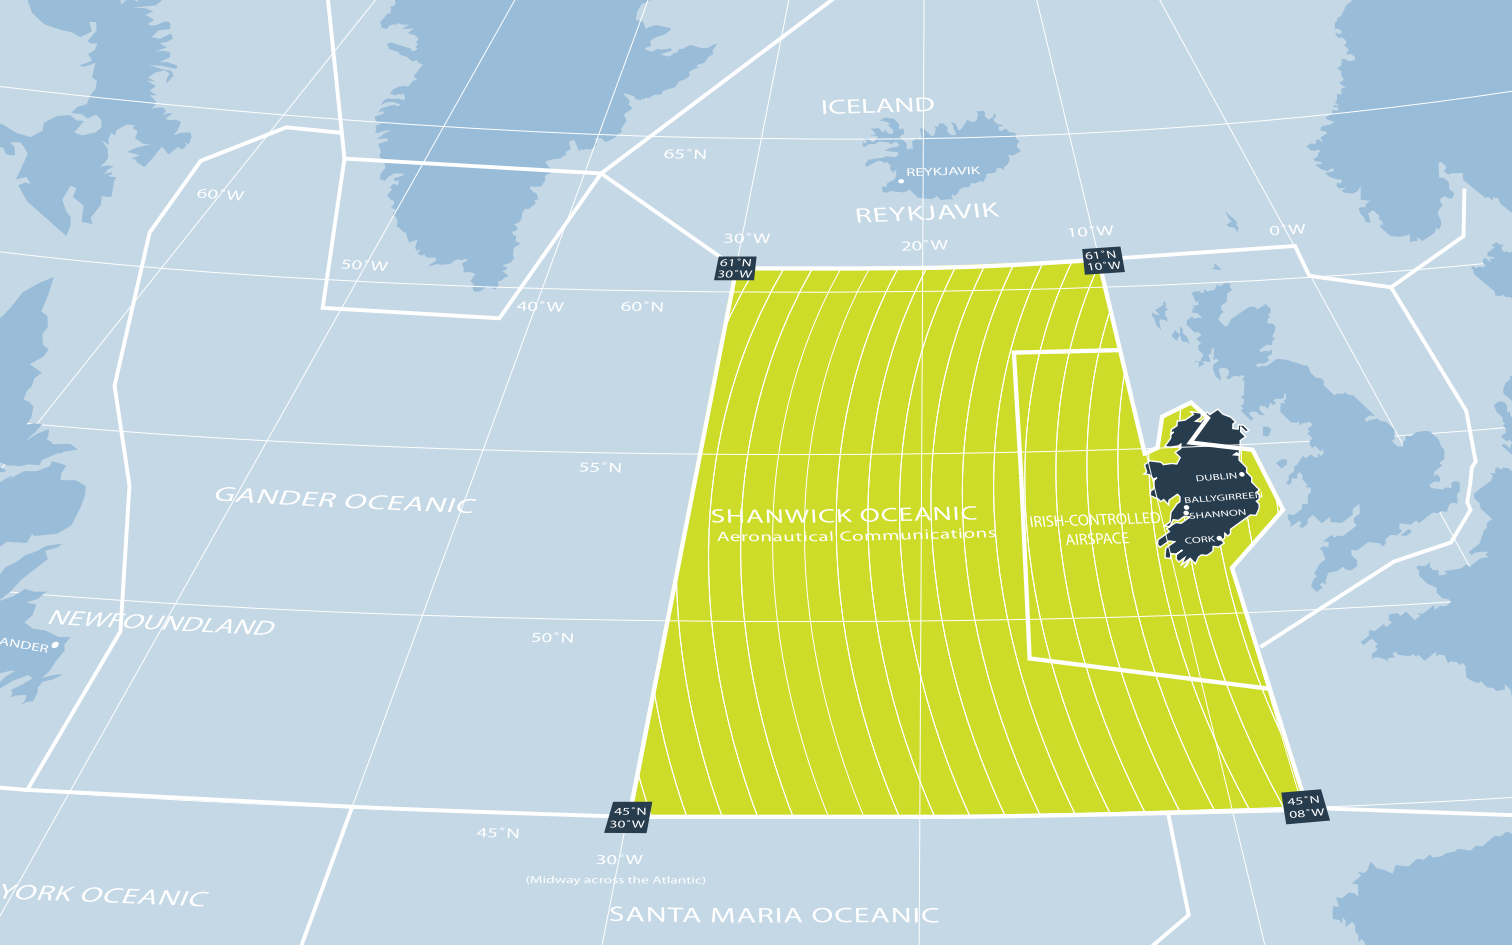 ICELAND
65°N
REYKJAVIK
60°W
REYKJAVIK
30°W
20°W
10°W
0°W
61°N
30°W
61°N
10°W
50°W
40°W
60°N
55°N
GANDER OCEANIC
SHANWICK OCEANIC
Aeronautical Communications
IRISH-CONTROLLED
AIRSPACE
DUBLIN
BALLYGIRREEN
SHANNON
CORK
NEWFOUNDLAND
ANDER
50°N
45°N
30°W
45°N
08°W
45°N
30°W
(Midway across the Atlantic)
YORK OCEANIC
SANTA MARIA OCEANIC